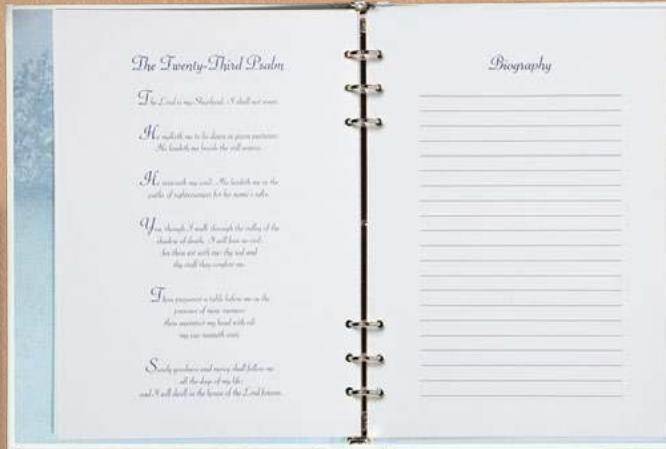 The Twenty-Third Psalm
The Lord is my Shepherd; I shall not want.
He maketh me to lie down in green pastures:
He leadeth me beside the still waters.
He restoreth my soul: He leadeth me in the
paths of righteousness for his name's sake.
Yea, though I walk through the valley of the
shadow of death, I will fear no evil:
for thou art with me; thy rod and
thy staff they comfort me.
Thou preparest a table before me in the
presence of mine enemies:
thou anointest my head with oil;
my cup runneth over.
Surely goodness and mercy shall follow me
all the days of my life:
and I will dwell in the house of the Lord forever.
Biography